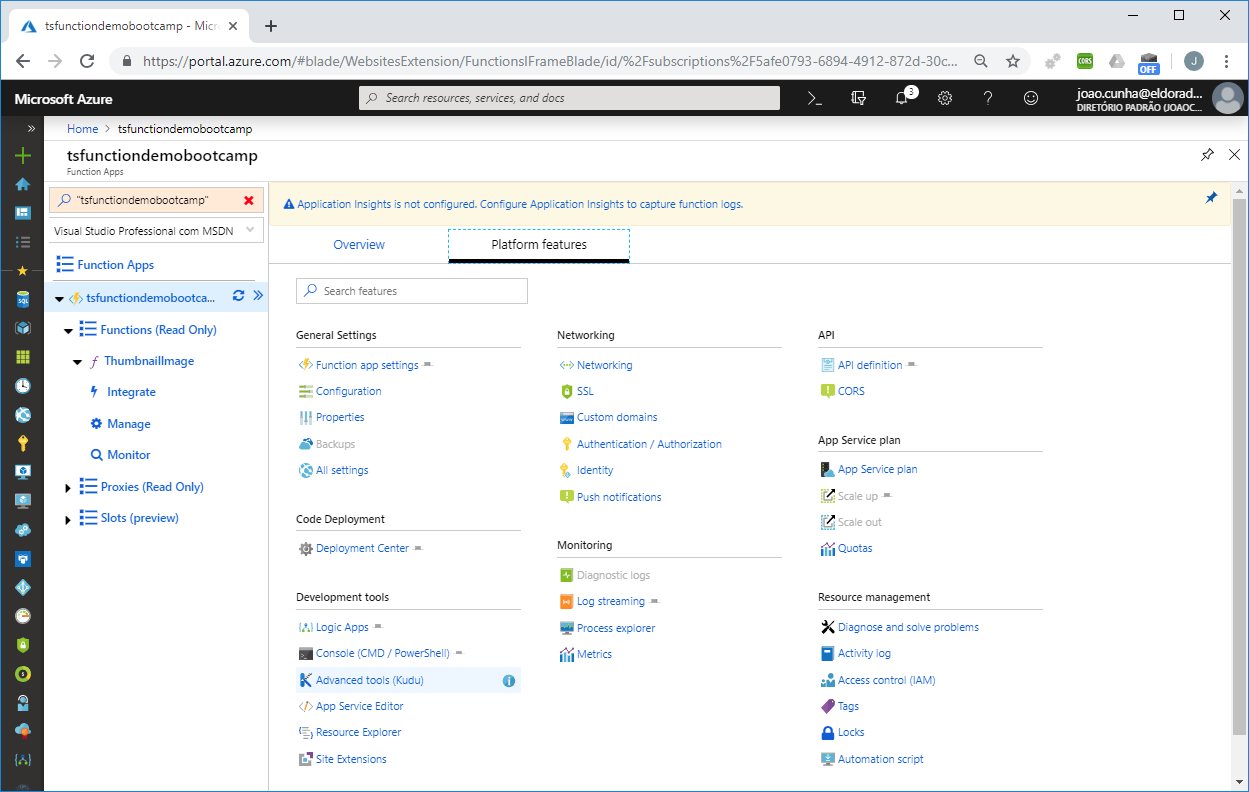 tsfunctiondemobootcamp - Micr
https://portal.azure.com/#blade/WebsitesExtension/FunctionsIFrameBlade/id/%2Fsubscriptions%2F5afe0793-6894-4912-872d-30c...
CORS
OFF
J
Microsoft Azure
Search resources, services, and docs
3
joao.cunha@eldorad...
DIRETÓRIO PADRÃO (JOAOC...
Home > tsfunctiondemobootcamp
tsfunctiondemobootcamp
Function Apps
"tsfunctiondemobootcamp"
Visual Studio Professional com MSDN
Function Apps
tsfunctiondemobootca...
Functions (Read Only)
ThumbnailImage
Integrate
Manage
Monitor
Proxies (Read Only)
Slots (preview)
SQL
Application Insights is not configured. Configure Application Insights to capture function logs.
Overview
Platform features
Search features
General Settings
Function app settings
Configuration
Properties
Backups
All settings
Code Deployment
Deployment Center
Development tools
Logic Apps
Console (CMD / PowerShell)
Advanced tools (Kudu)
App Service Editor
Resource Explorer
Site Extensions
Networking
Networking
SSL
Custom domains
Authentication / Authorization
Identity
Push notifications
Monitoring
Diagnostic logs
Log streaming
Process explorer
Metrics
API
API definition
CORS
App Service plan
App Service plan
Scale up
Scale out
Quotas
Resource management
Diagnose and solve problems
Activity log
Access control (IAM)
Tags
Locks
Automation script